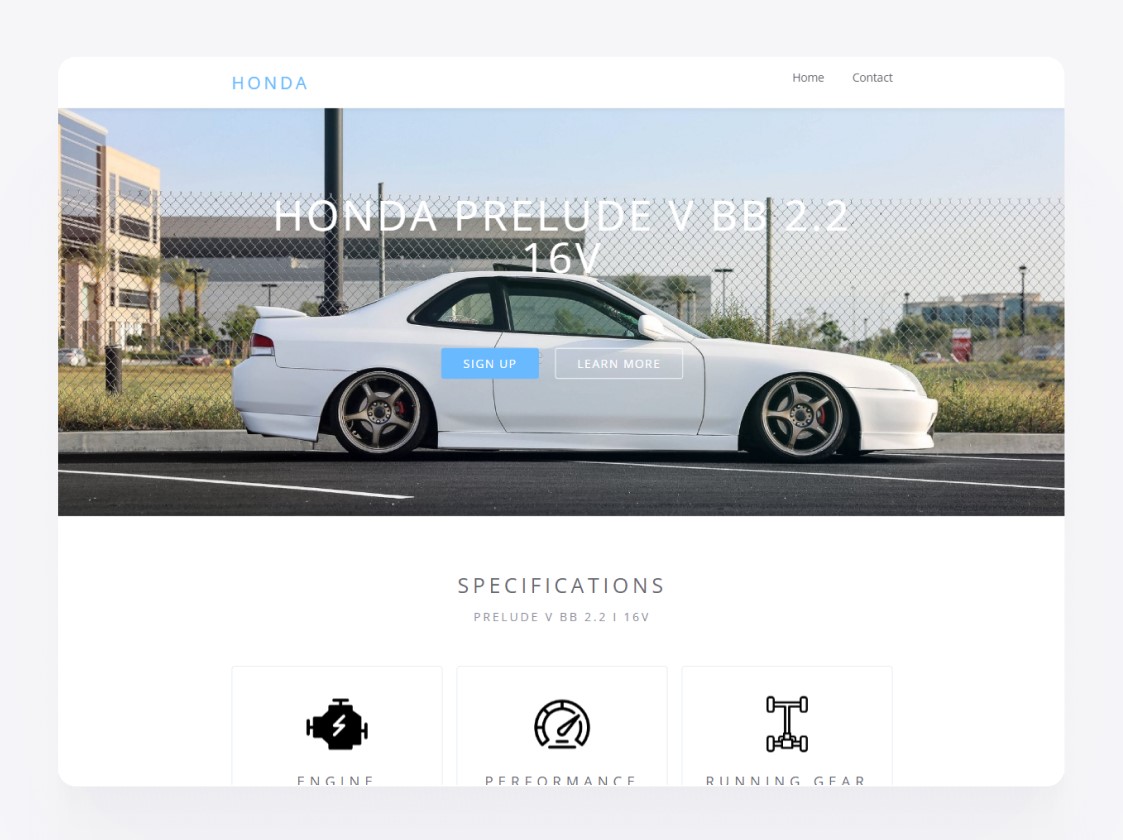 HONDA
Home Contact
HONDA PRELUDE V BB 2.2
16V
SIGN UP LEARN MORE
SPECIFICATIONS
PRELUDE V BB 2.2 I 16V
ENGINE PERFORMANCE RUNNING GEAR